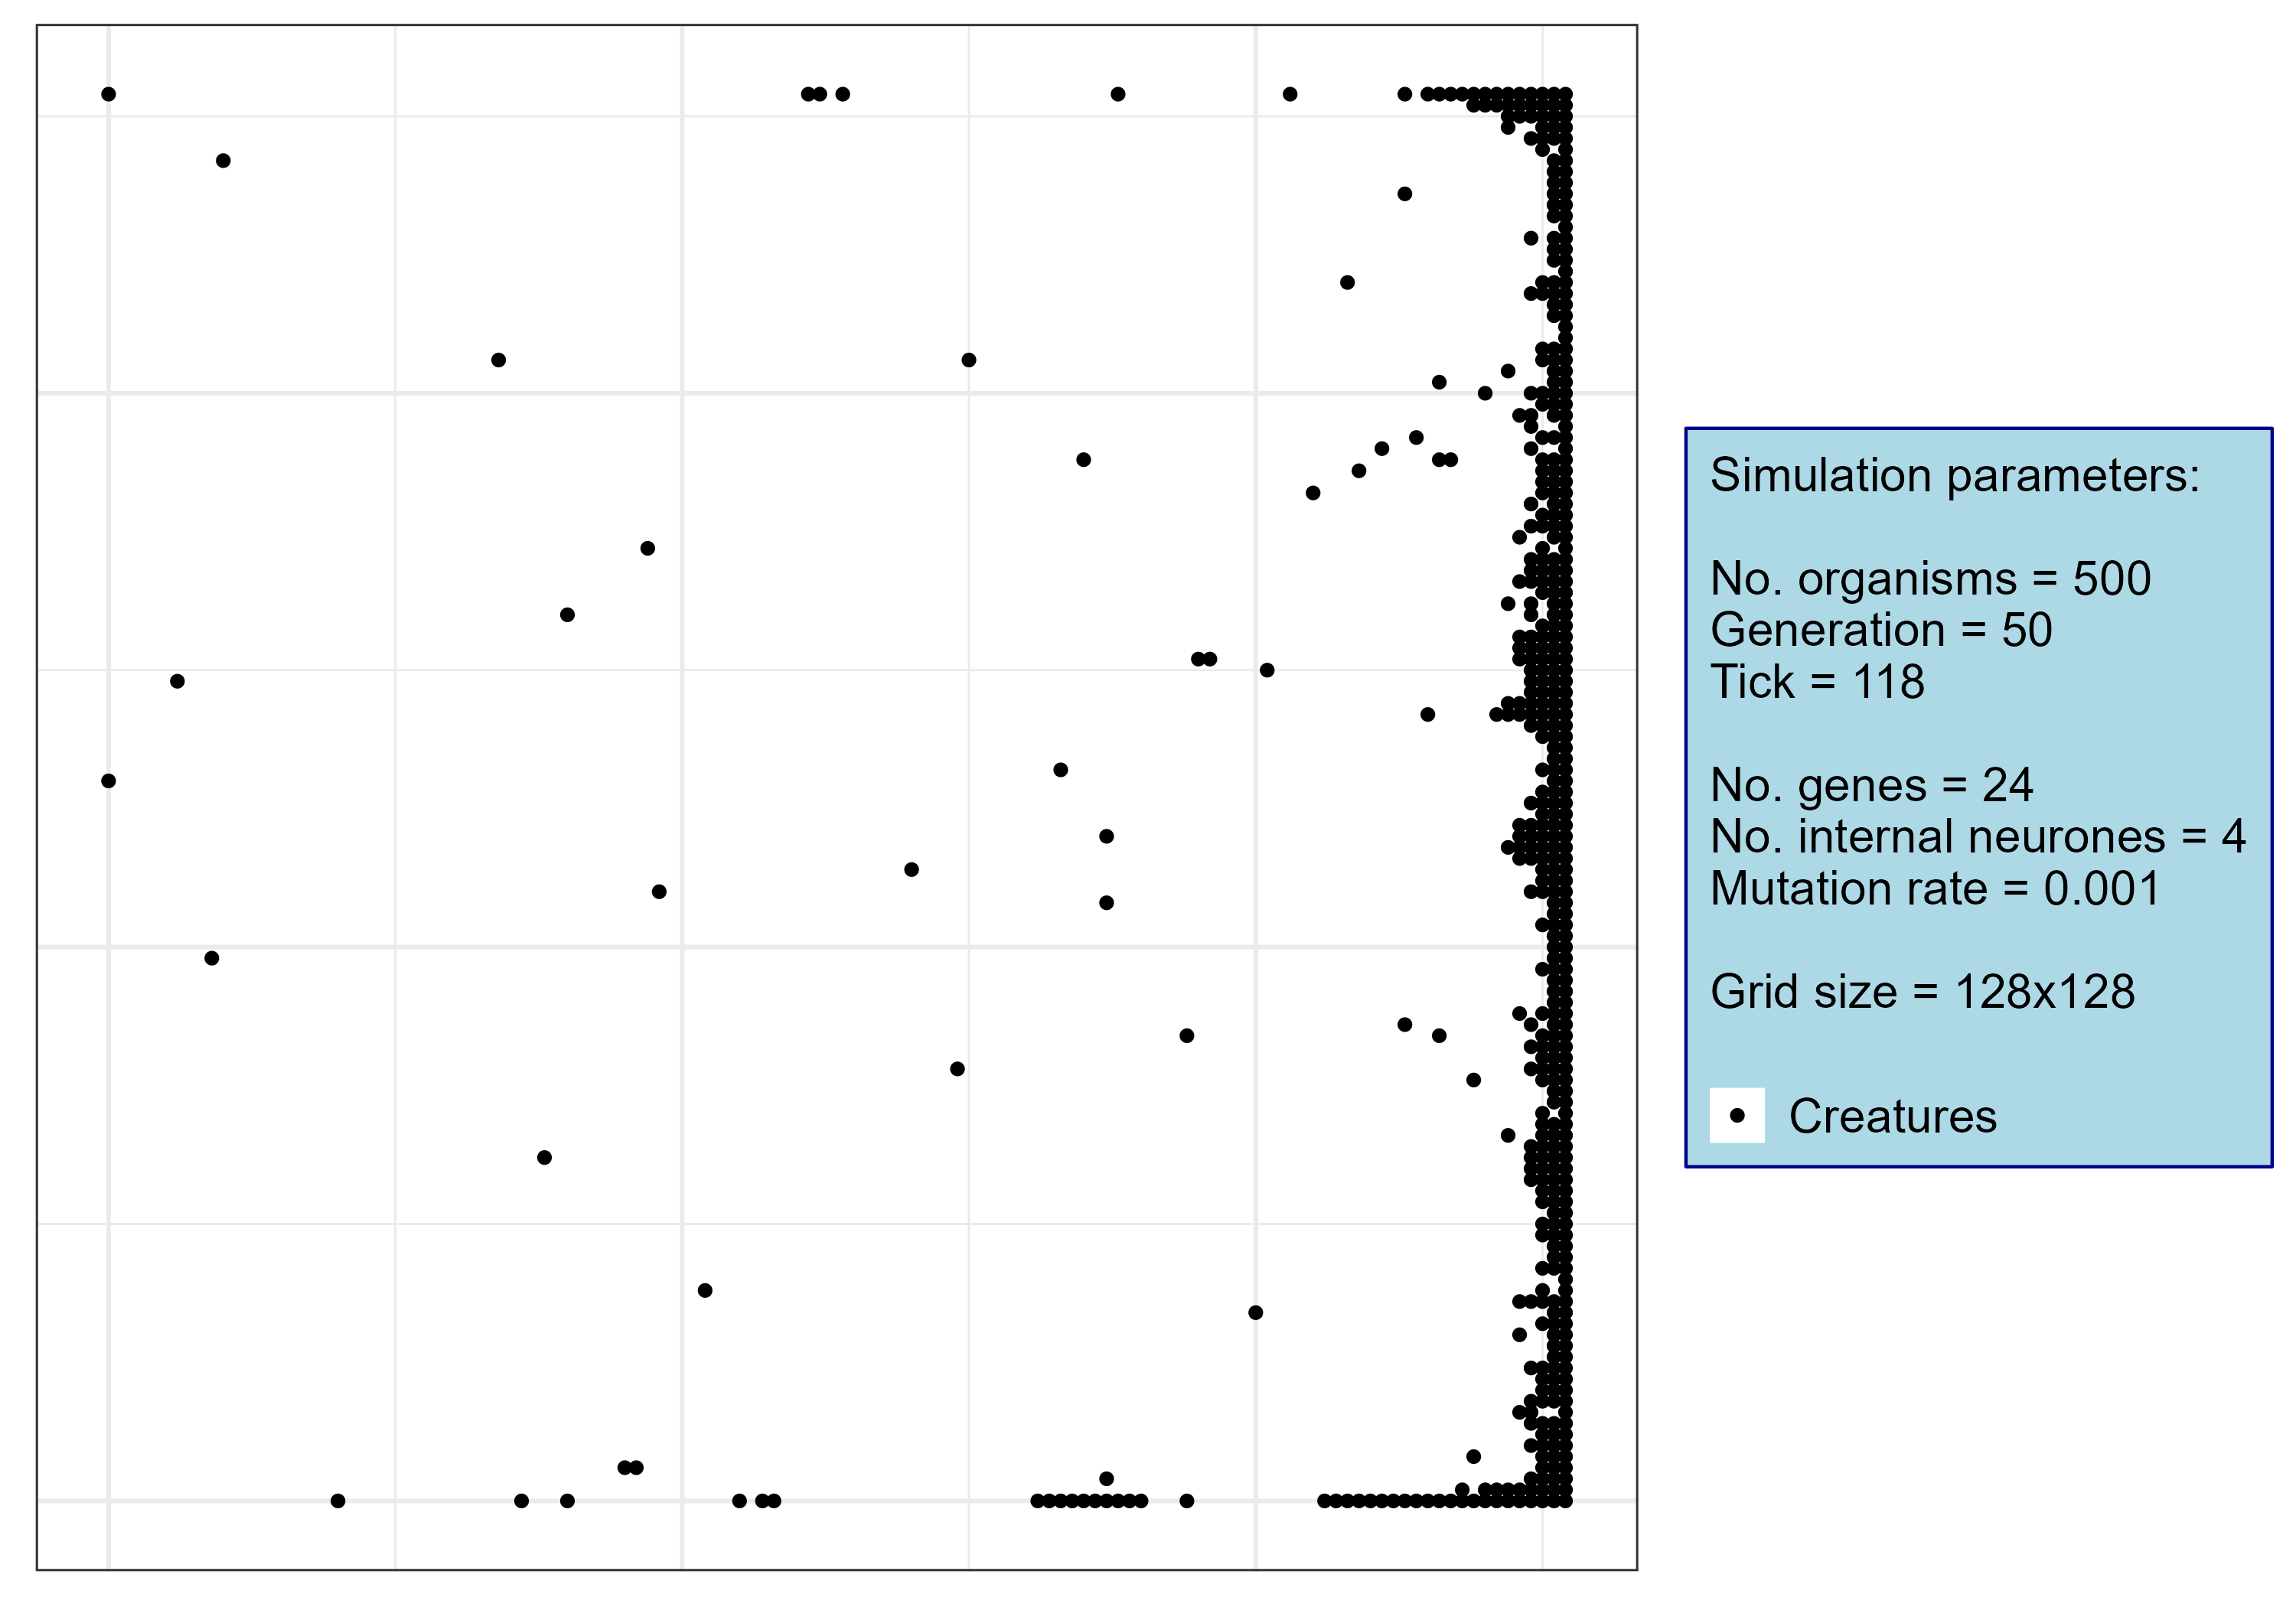 Simulation parameters:
No. organisms = 500
Generation = 50
Tick = 118
No. genes = 24
No. internal neurones = 4
Mutation rate = 0.001
Grid size = 128x128
Creatures